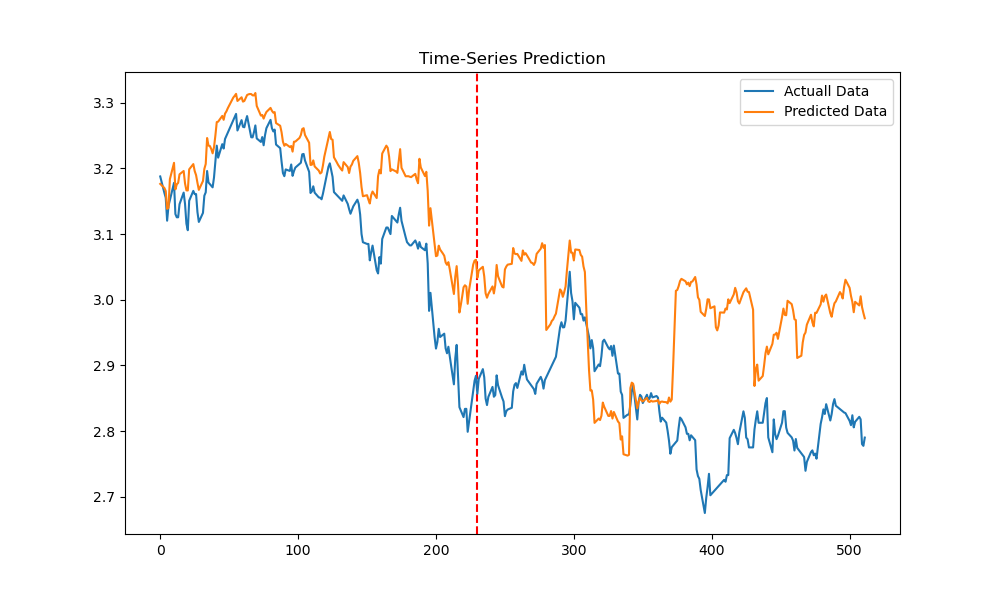 Time-Series Prediction
Actuall Data
Predicted Data
3.3
3.2
3.1
3.0
2.9
2.8
2.7
0 100 200 300 400 500